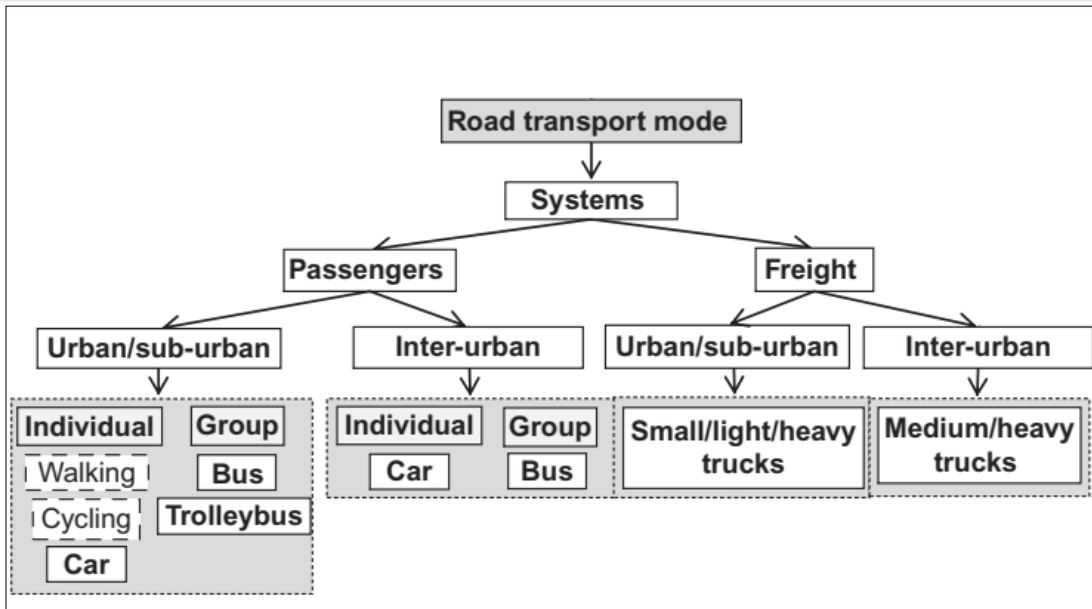 Road transport mode
Systems
Passengers
Freight
Urban/sub-urban
Inter-urban
Urban/sub-urban
Inter-urban
Individual
Group
Walking
Bus
Cycling
Trolleybus
Car
Individual
Group
Car
Bus
Small/light/heavy
trucks
Medium/heavy
trucks